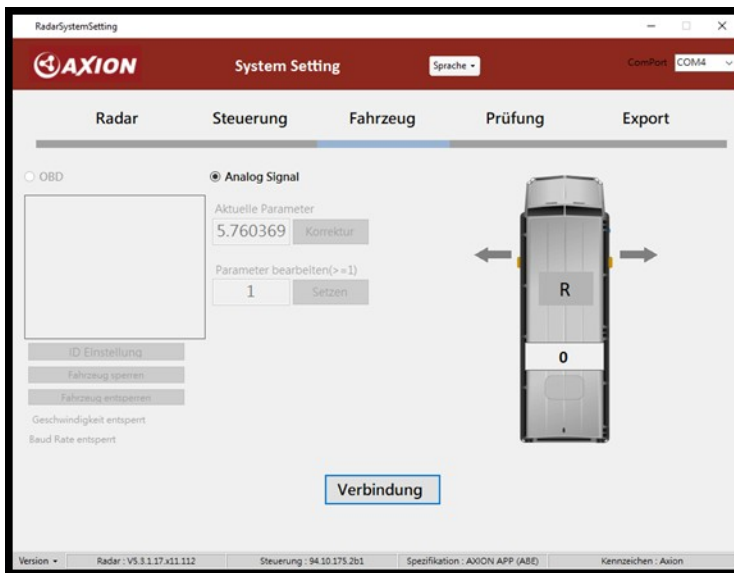 RadarSystemSetting
AXION System Setting Sprache ComPort COM4
Radar Steuerung Fahrzeug Prüfung Export
OBD Analog Signal
Aktuelle Parameter
5.760369 Korrektur
Parameter bearbeiten(>=1)
1 Setzen
R
0
ID Einstellung
Fahrzeug sperren
Fahrzeug entsperren
Geschwindigkeit entsperrt
Baud Rate entsperrt
Verbindung
Version Radar : V5.3.1.17.x11.112 Steuerung : 94.10.175.2b1 Spezifikation : AXION APP (ABE) Kennzeichen : Axion